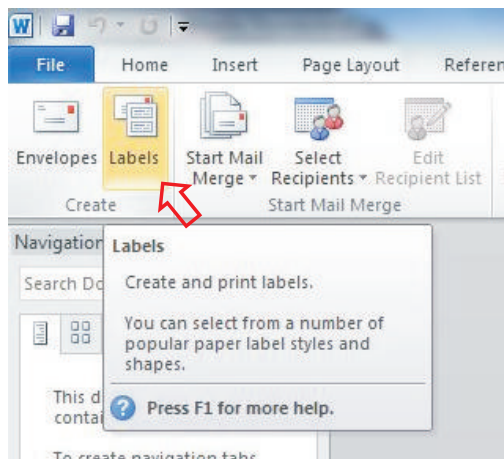 W
File Home Insert Page Layout Referen
Envelopes Labels Start Mail Merge Select Recipients Edit Recipient List
Create Start Mail Merge
Navigation
Search Do
Labels
Create and print labels.
You can select from a number of
popular paper label styles and
shapes.
Press F1 for more help.
This d
contai
To create navigation tabs